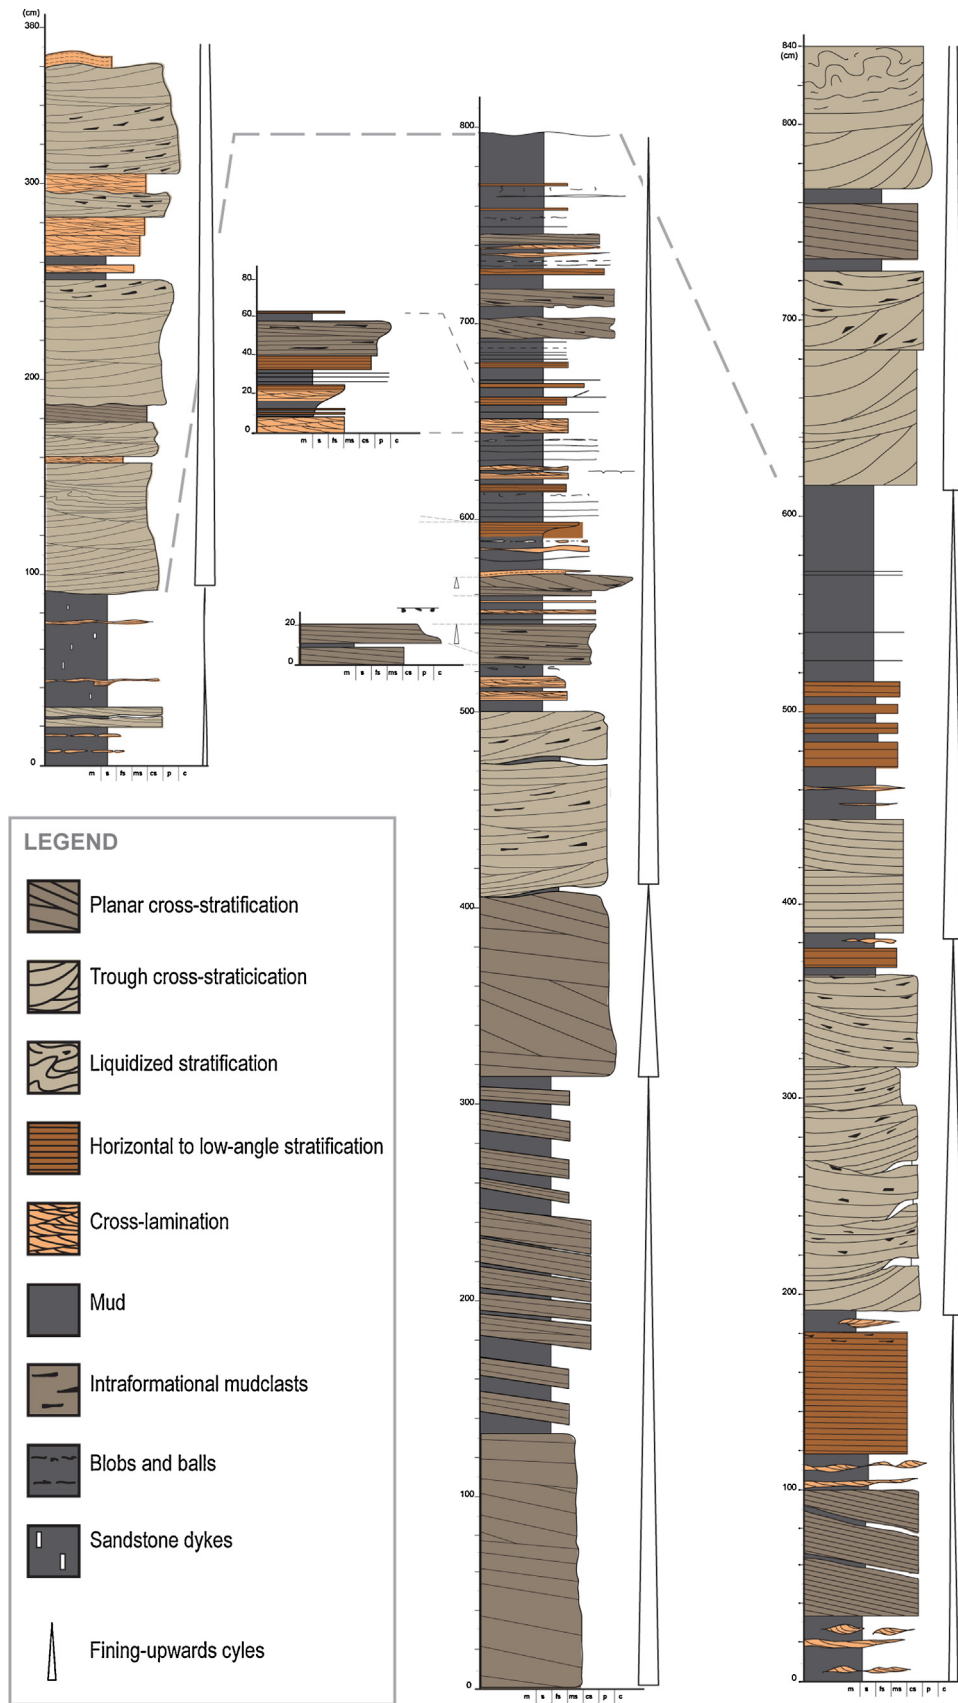 (cm)
380
300
200
100
0
m s fs ms cs p c
80
60
40
20
0
m s fs ms cs p c
20
0
m s fs ms cs p c
800
700
600
500
400
300
200
100
0
m s fs ms cs p c
840
(cm)
800
700
600
500
400
300
200
100
0
m s fs ms cs p c
LEGEND
Planar cross-stratification
Trough cross-straticication
Liquidized stratification
Horizontal to low-angle stratification
Cross-lamination
Mud
Intraformational mudclasts
Blobs and balls
Sandstone dykes
Fining-upwards cyles